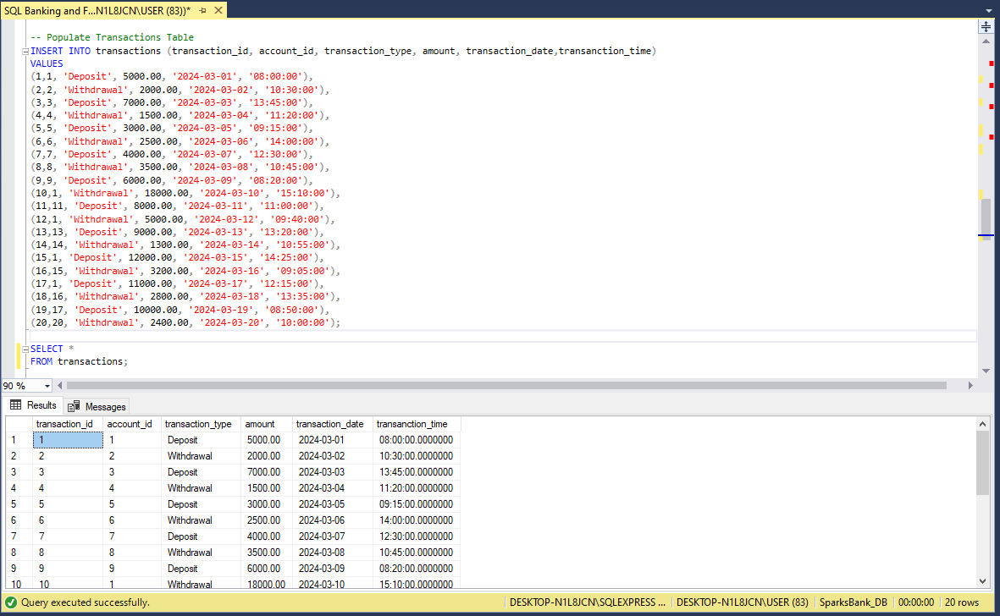 SQL Banking and F...N1L8JCN\USER (83))*
-- Populate Transactions Table
INSERT INTO transactions (transaction_id, account_id, transaction_type, amount, transaction_date,transanction_time)
VALUES
(1,1, 'Deposit', 5000.00, '2024-03-01', '08:00:00'),
(2,2, 'Withdrawal', 2000.00, '2024-03-02', '10:30:00'),
(3,3, 'Deposit', 7000.00, '2024-03-03', '13:45:00'),
(4,4, 'Withdrawal', 1500.00, '2024-03-04', '11:20:00'),
(5,5, 'Deposit', 3000.00, '2024-03-05', '09:15:00'),
(6,6, 'Withdrawal', 2500.00, '2024-03-06', '14:00:00'),
(7,7, 'Deposit', 4000.00, '2024-03-07', '12:30:00'),
(8,8, 'Withdrawal', 3500.00, '2024-03-08', '10:45:00'),
(9,9, 'Deposit', 6000.00, '2024-03-09', '08:20:00'),
(10,1, 'Withdrawal', 18000.00, '2024-03-10', '15:10:00'),
(11,11, 'Deposit', 8000.00, '2024-03-11', '11:00:00'),
(12,1, 'Withdrawal', 5000.00, '2024-03-12', '09:40:00'),
(13,13, 'Deposit', 9000.00, '2024-03-13', '13:20:00'),
(14,14, 'Withdrawal', 1300.00, '2024-03-14', '10:55:00'),
(15,1, 'Deposit', 12000.00, '2024-03-15', '14:25:00'),
(16,15, 'Withdrawal', 3200.00, '2024-03-16', '09:05:00'),
(17,1, 'Deposit', 11000.00, '2024-03-17', '12:15:00'),
(18,16, 'Withdrawal', 2800.00, '2024-03-18', '13:35:00'),
(19,17, 'Deposit', 10000.00, '2024-03-19', '08:50:00'),
(20,20, 'Withdrawal', 2400.00, '2024-03-20', '10:00:00');
SELECT *
FROM transactions;
90 %
Results Messages
transaction_id account_id transaction_type amount transaction_date transanction_time
1 1 1 Deposit 5000.00 2024-03-01 08:00:00.0000000
2 2 2 Withdrawal 2000.00 2024-03-02 10:30:00.0000000
3 3 3 Deposit 7000.00 2024-03-03 13:45:00.0000000
4 4 4 Withdrawal 1500.00 2024-03-04 11:20:00.0000000
5 5 5 Deposit 3000.00 2024-03-05 09:15:00.0000000
6 6 6 Withdrawal 2500.00 2024-03-06 14:00:00.0000000
7 7 7 Deposit 4000.00 2024-03-07 12:30:00.0000000
8 8 8 Withdrawal 3500.00 2024-03-08 10:45:00.0000000
9 9 9 Deposit 6000.00 2024-03-09 08:20:00.0000000
10 10 1 Withdrawal 18000.00 2024-03-10 15:10:00.0000000
Query executed successfully. DESKTOP-N1L8JCN\SQLEXPRESS ... DESKTOP-N1L8JCN\USER (83) SparksBank_DB 00:00:00 20 rows